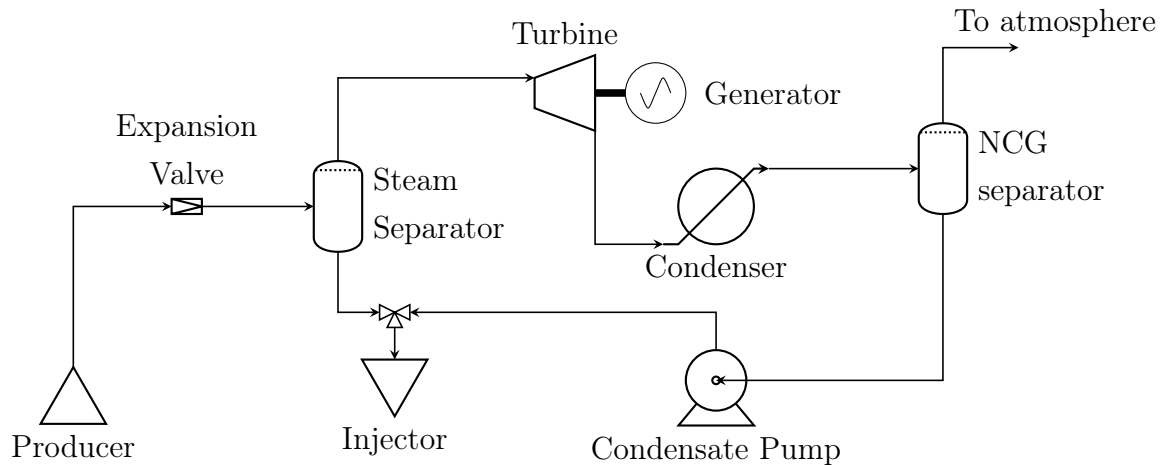 To atmosphere
Turbine
Generator
Expansion
Valve
Steam
Separator
NCG
separator
Condenser
Producer
Injector
Condensate Pump